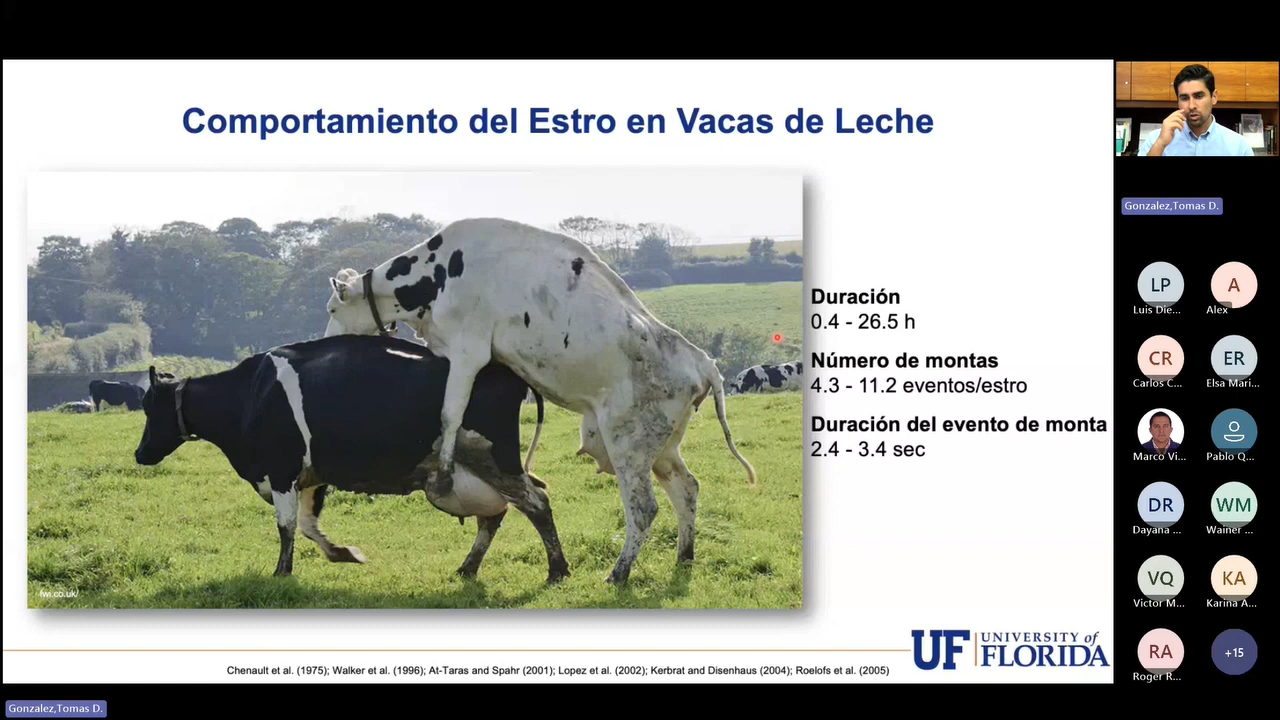 Comportamiento del Estro en Vacas de Leche
Duración
0.4 - 26.5 h
Número de montas
4.3 - 11.2 eventos/estro
Duración del evento de monta
2.4 - 3.4 sec
fwi.co.uk/
UF UNIVERSITY of FLORIDA
Chenault et al. (1975); Walker et al. (1996); At-Taras and Spahr (2001); Lopez et al. (2002); Kerbrat and Disenhaus (2004); Roelofs et al. (2005)
Gonzalez,Tomas D.
Gonzalez,Tomas D.
LP
Luis Die...
A
Alex
CR
Carlos C...
ER
Elsa Mari...
Marco Vi...
Pablo Q...
DR
Dayana ...
WM
Wainer ...
VQ
Victor M...
KA
Karina A...
RA
Roger R...
+15